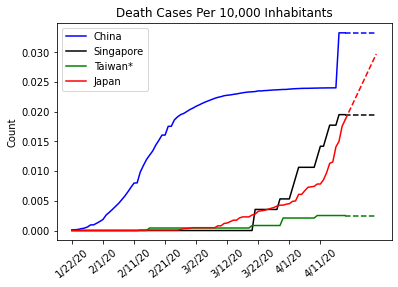 Death Cases Per 10,000 Inhabitants
China
Singapore
Taiwan*
Japan
Count
0.030
0.025
0.020
0.015
0.010
0.005
0.000
1/22/20
2/1/20
2/11/20
2/21/20
3/2/20
3/12/20
3/22/20
4/1/20
4/11/20